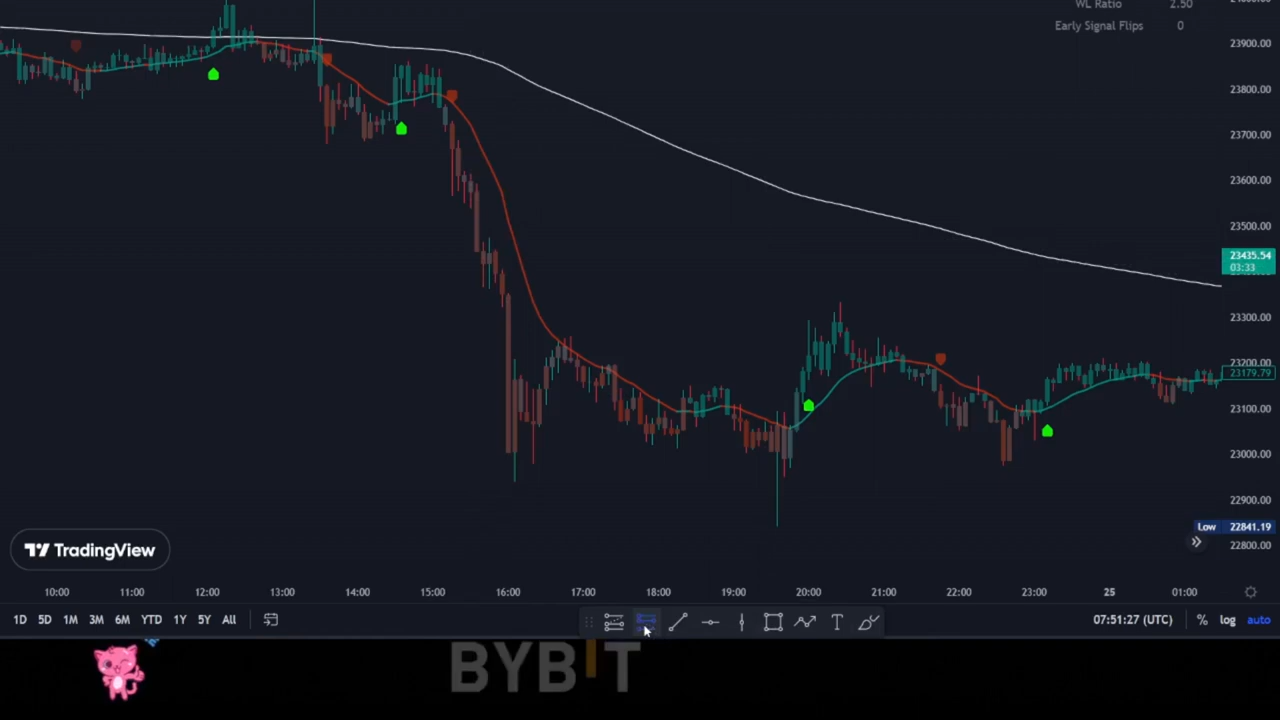 WL Ratio 2.50
Early Signal Flips 0
23900.00
23800.00
23700.00
23600.00
23500.00
23435.54
03:33
23300.00
23200.00
23179.79
23100.00
23000.00
22900.00
Low 22841.19
22800.00
TradingView
10:00 11:00 12:00 13:00 14:00 15:00 16:00 17:00 18:00 19:00 20:00 21:00 22:00 23:00 25 01:00
1D 5D 1M 3M 6M YTD 1Y 5Y All T 07:51:27 (UTC) % log auto
BYBIT